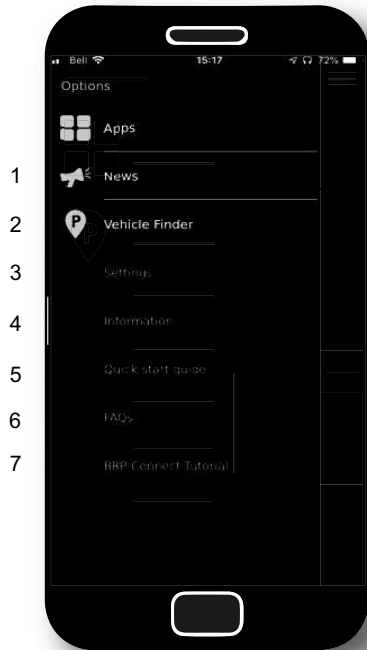 Bell 15:17 72%
Options
Apps
1 News
2 Vehicle Finder
P
3 Settings
4 Information
5 Quick start guide
6 FAQs
7 BRP Connect Tutorial